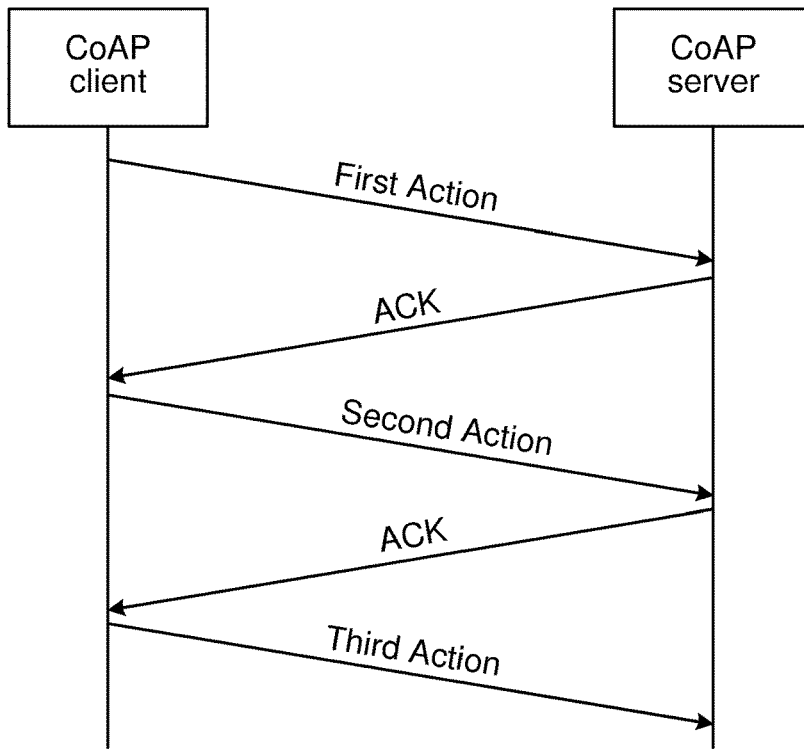 CoAP
client
CoAP
server
First Action
ACK
Second Action
ACK
Third Action